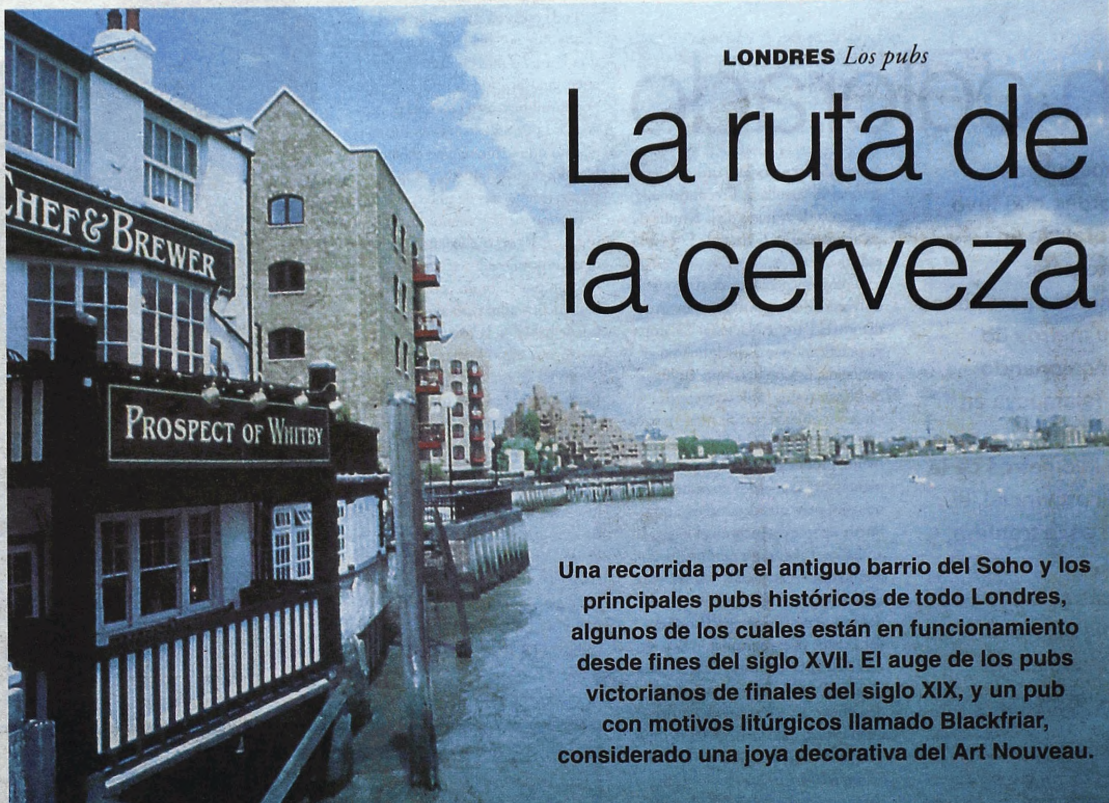 LONDRES Los pubs
La ruta de
la cerveza
CHEF & BREWER
PROSPECT OF WHITBY
Una recorrida por el antiguo barrio del Soho y los
principales pubs históricos de todo Londres,
algunos de los cuales están en funcionamiento
desde fines del siglo XVII. El auge de los pubs
victorianos de finales del siglo XIX, y un pub
con motivos litúrgicos llamado Blackfriar,
considerado una joya decorativa del Art Nouveau.